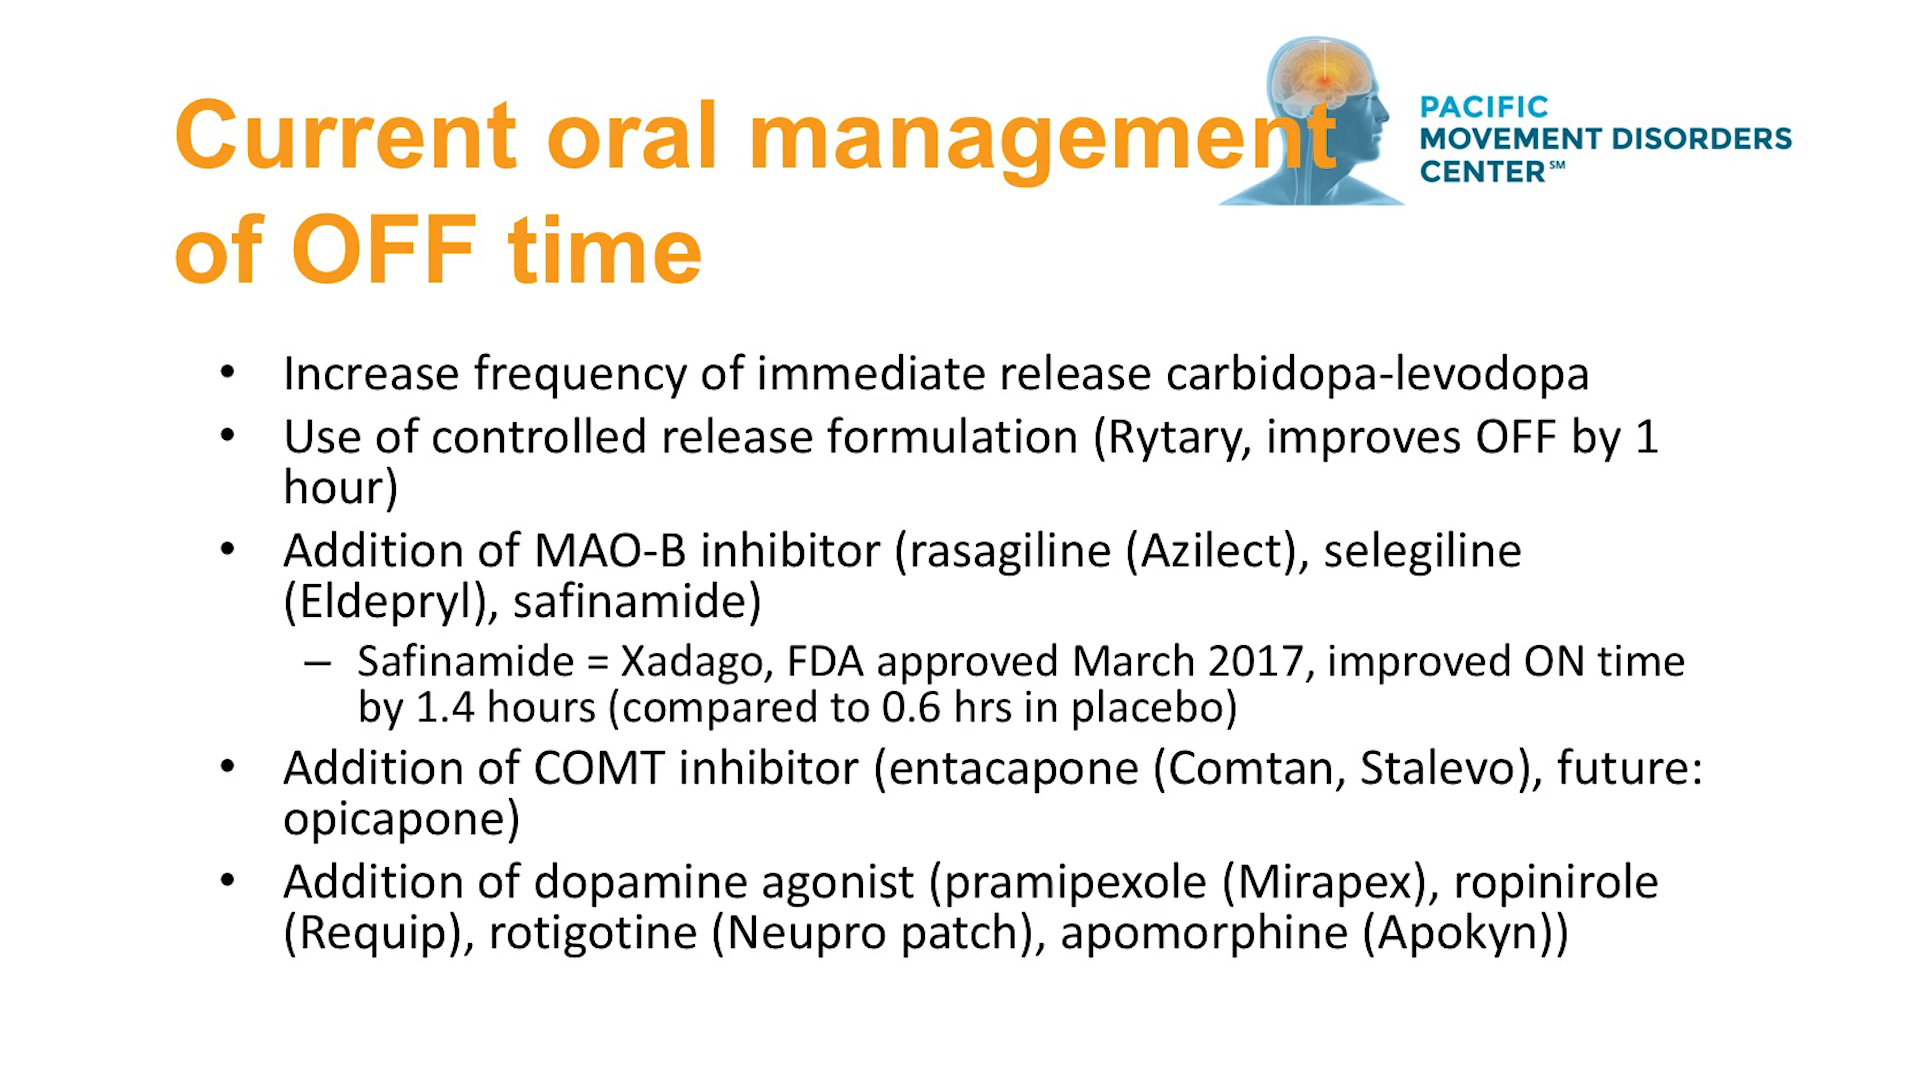 Current oral management
of OFF time
PACIFIC
MOVEMENT DISORDERS
CENTER℠
• Increase frequency of immediate release carbidopa-levodopa
• Use of controlled release formulation (Rytary, improves OFF by 1
hour)
• Addition of MAO-B inhibitor (rasagiline (Azilect), selegiline
(Eldepryl), safinamide)
– Safinamide = Xadago, FDA approved March 2017, improved ON time
by 1.4 hours (compared to 0.6 hrs in placebo)
• Addition of COMT inhibitor (entacapone (Comtan, Stalevo), future:
opicapone)
• Addition of dopamine agonist (pramipexole (Mirapex), ropinirole
(Requip), rotigotine (Neupro patch), apomorphine (Apokyn))